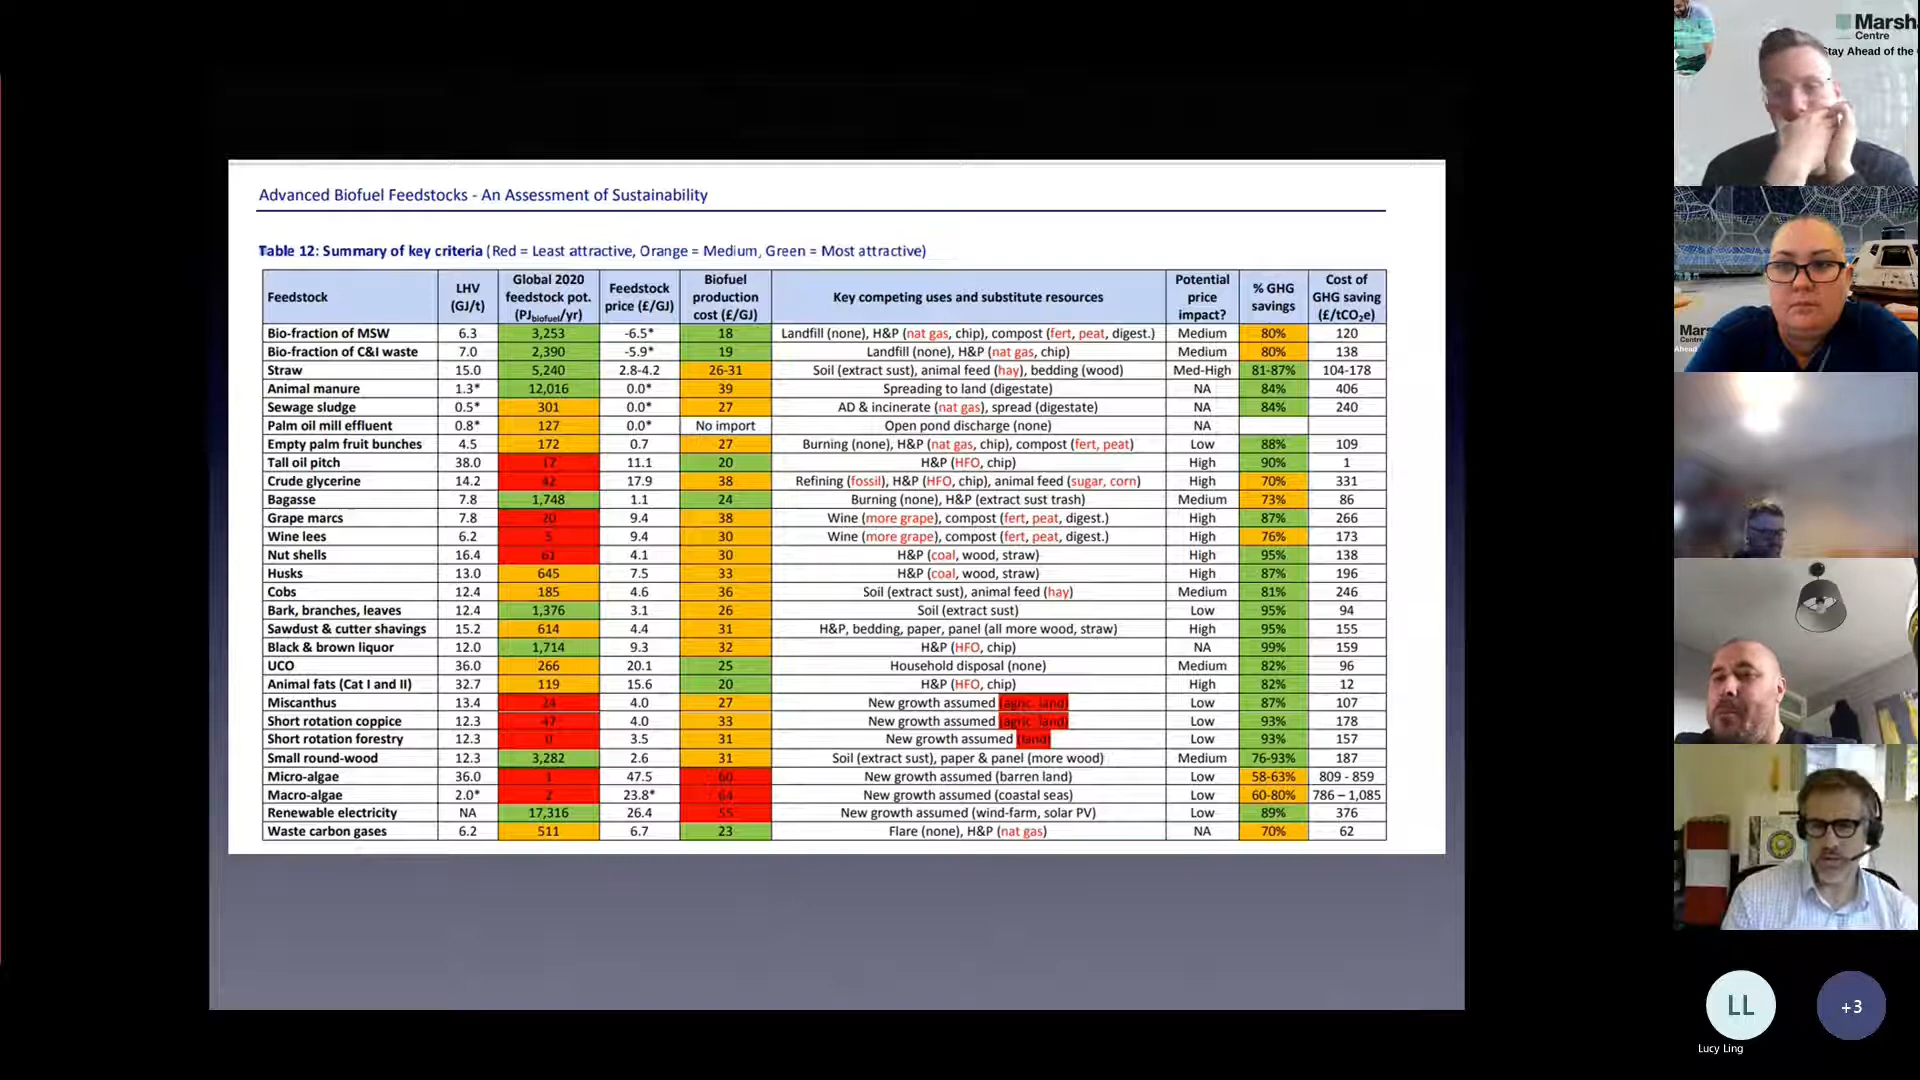 Advanced Biofuel Feedstocks - An Assessment of Sustainability
Table 12: Summary of key criteria (Red = Least attractive, Orange = Medium, Green = Most attractive)
Feedstock LHV (GJ/t) Global 2020 feedstock pot. (PJbiofuel/yr) Feedstock price (£/GJ) Biofuel production cost (£/GJ) Key competing uses and substitute resources Potential price impact? % GHG savings Cost of GHG saving (£/tCO2e)
Bio-fraction of MSW 6.3 3,253 -6.5* 18 Landfill (none), H&P (nat gas, chip), compost (fert, peat, digest.) Medium 80% 120
Bio-fraction of C&I waste 7.0 2,390 -5.9* 19 Landfill (none), H&P (nat gas, chip) Medium 80% 138
Straw 15.0 5,240 2.8-4.2 26-31 Soil (extract sust), animal feed (hay), bedding (wood) Med-High 81-87% 104-178
Animal manure 1.3* 12,016 0.0* 39 Spreading to land (digestate) NA 84% 406
Sewage sludge 0.5* 301 0.0* 27 AD & incinerate (nat gas), spread (digestate) NA 84% 240
Palm oil mill effluent 0.8* 127 0.0* No import Open pond discharge (none) NA
Empty palm fruit bunches 4.5 172 0.7 27 Burning (none), H&P (nat gas, chip), compost (fert, peat) Low 88% 109
Tall oil pitch 38.0 17 11.1 20 H&P (HFO, chip) High 90% 1
Crude glycerine 14.2 42 17.9 38 Refining (fossil), H&P (HFO, chip), animal feed (sugar, corn) High 70% 331
Bagasse 7.8 1,748 1.1 24 Burning (none), H&P (extract sust trash) Medium 73% 86
Grape marcs 7.8 20 9.4 38 Wine (more grape), compost (fert, peat, digest.) High 87% 266
Wine lees 6.2 5 9.4 30 Wine (more grape), compost (fert, peat, digest.) High 76% 173
Nut shells 16.4 61 4.1 30 H&P (coal, wood, straw) High 95% 138
Husks 13.0 645 7.5 33 H&P (coal, wood, straw) High 87% 196
Cobs 12.4 185 4.6 36 Soil (extract sust), animal feed (hay) Medium 81% 246
Bark, branches, leaves 12.4 1,376 3.1 26 Soil (extract sust) Low 95% 94
Sawdust & cutter shavings 15.2 614 4.4 31 H&P, bedding, paper, panel (all more wood, straw) High 95% 155
Black & brown liquor 12.0 1,714 9.3 32 H&P (HFO, chip) NA 99% 159
UCO 36.0 266 20.1 25 Household disposal (none) Medium 82% 96
Animal fats (Cat I and II) 32.7 119 15.6 20 H&P (HFO, chip) High 82% 12
Miscanthus 13.4 24 4.0 27 New growth assumed (agric. land) Low 87% 107
Short rotation coppice 12.3 47 4.0 33 New growth assumed (agric. land) Low 93% 178
Short rotation forestry 12.3 0 3.5 31 New growth assumed (land) Low 93% 157
Small round-wood 12.3 3,282 2.6 31 Soil (extract sust), paper & panel (more wood) Medium 76-93% 187
Micro-algae 36.0 1 47.5 60 New growth assumed (barren land) Low 58-63% 809 - 859
Macro-algae 2.0* 2 23.8* 64 New growth assumed (coastal seas) Low 60-80% 786 – 1,085
Renewable electricity NA 17,316 26.4 55 New growth assumed (wind-farm, solar PV) Low 89% 376
Waste carbon gases 6.2 511 6.7 23 Flare (none), H&P (nat gas) NA 70% 62
Marsh
Centre
Stay Ahead of the
Mars
Centre
Ahead
LL
+3
Lucy Ling